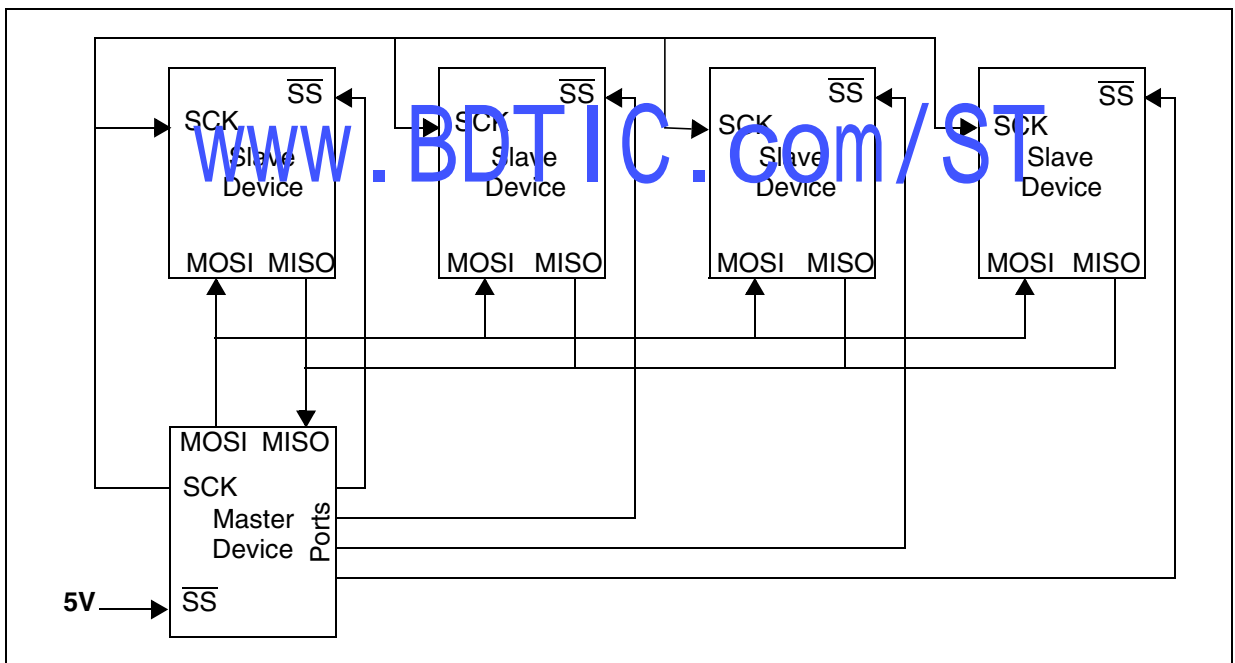 SS SS SS SS
SCK SCK SCK SCK
www.BDTIC.com/ST
Slave Slave Slave Slave
Device Device Device Device
MOSI MISO MOSI MISO MOSI MISO MOSI MISO
MOSI MISO
SCK
Master
Device
Ports
5V
SS